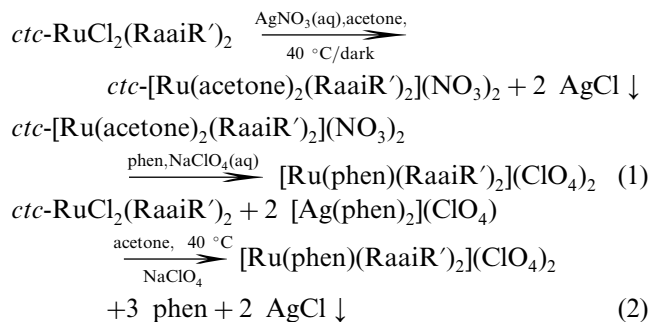 ctc-RuCl₂(RaaiR′)₂ AgNO₃(aq),acetone,
40 °C/dark
ctc-[Ru(acetone)₂(RaaiR′)₂](NO₃)₂ + 2 AgCl ↓
ctc-[Ru(acetone)₂(RaaiR′)₂](NO₃)₂
phen,NaClO₄(aq) → [Ru(phen)(RaaiR′)₂](ClO₄)₂ (1)
ctc-RuCl₂(RaaiR′)₂ + 2 [Ag(phen)₂](ClO₄)
acetone, 40 °C
NaClO₄ → [Ru(phen)(RaaiR′)₂](ClO₄)₂
+3 phen + 2 AgCl ↓ (2)